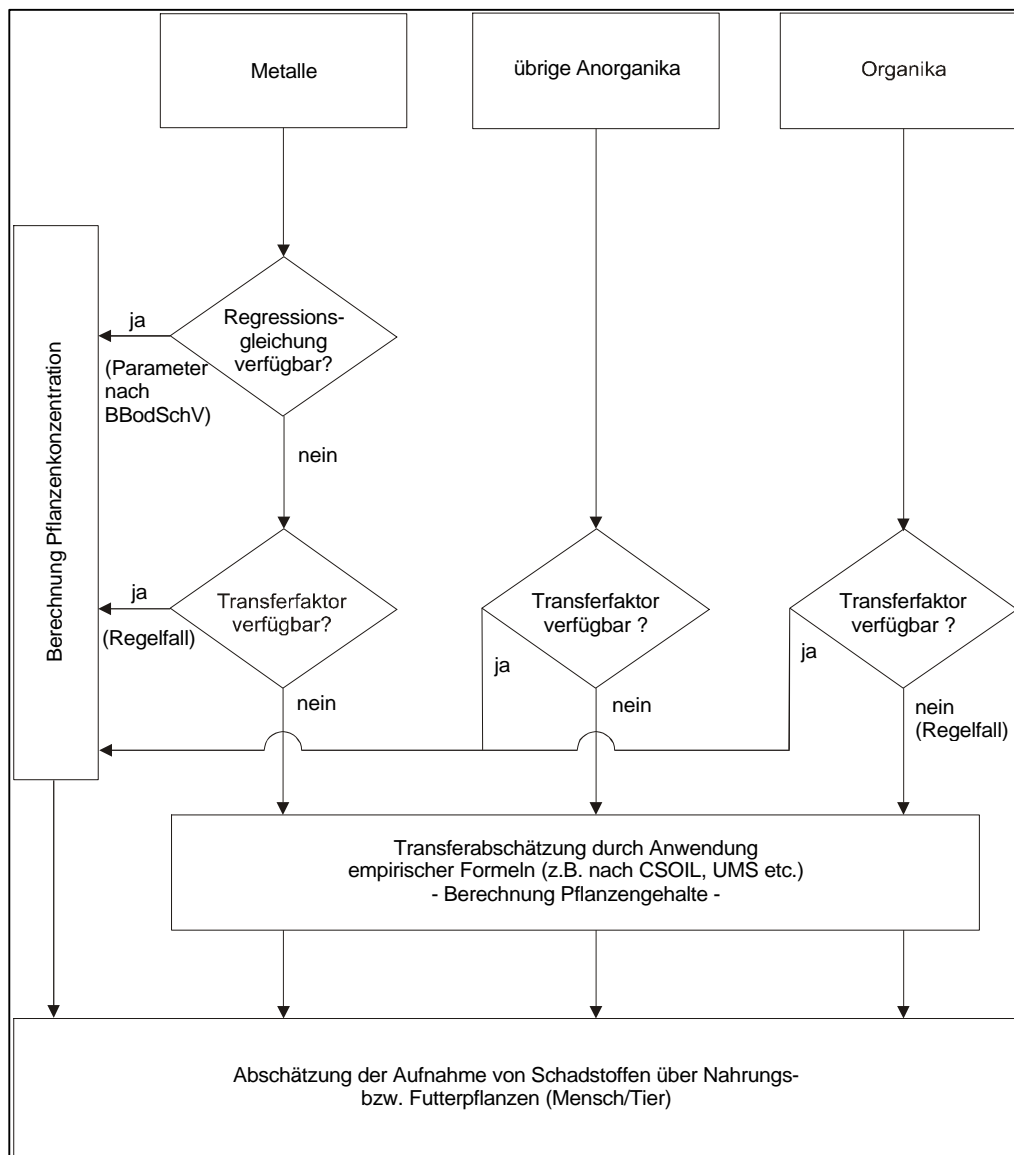 Metalle
übrige Anorganika
Organika
Regressions-
gleichung
verfügbar?
ja
(Parameter
nach
BBodSchV)
nein
Berechnung Pflanzenkonzentration
Transferfaktor
verfügbar?
ja
(Regelfall)
nein
Transferfaktor
verfügbar ?
ja
nein
Transferfaktor
verfügbar ?
ja
nein
(Regelfall)
Transferabschätzung durch Anwendung
empirischer Formeln (z.B. nach CSOIL, UMS etc.)
- Berechnung Pflanzengehalte -
Abschätzung der Aufnahme von Schadstoffen über Nahrungs-
bzw. Futterpflanzen (Mensch/Tier)